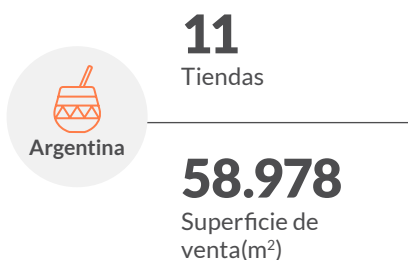 11
Tiendas
Argentina
58.978
Superficie de
venta(m²)